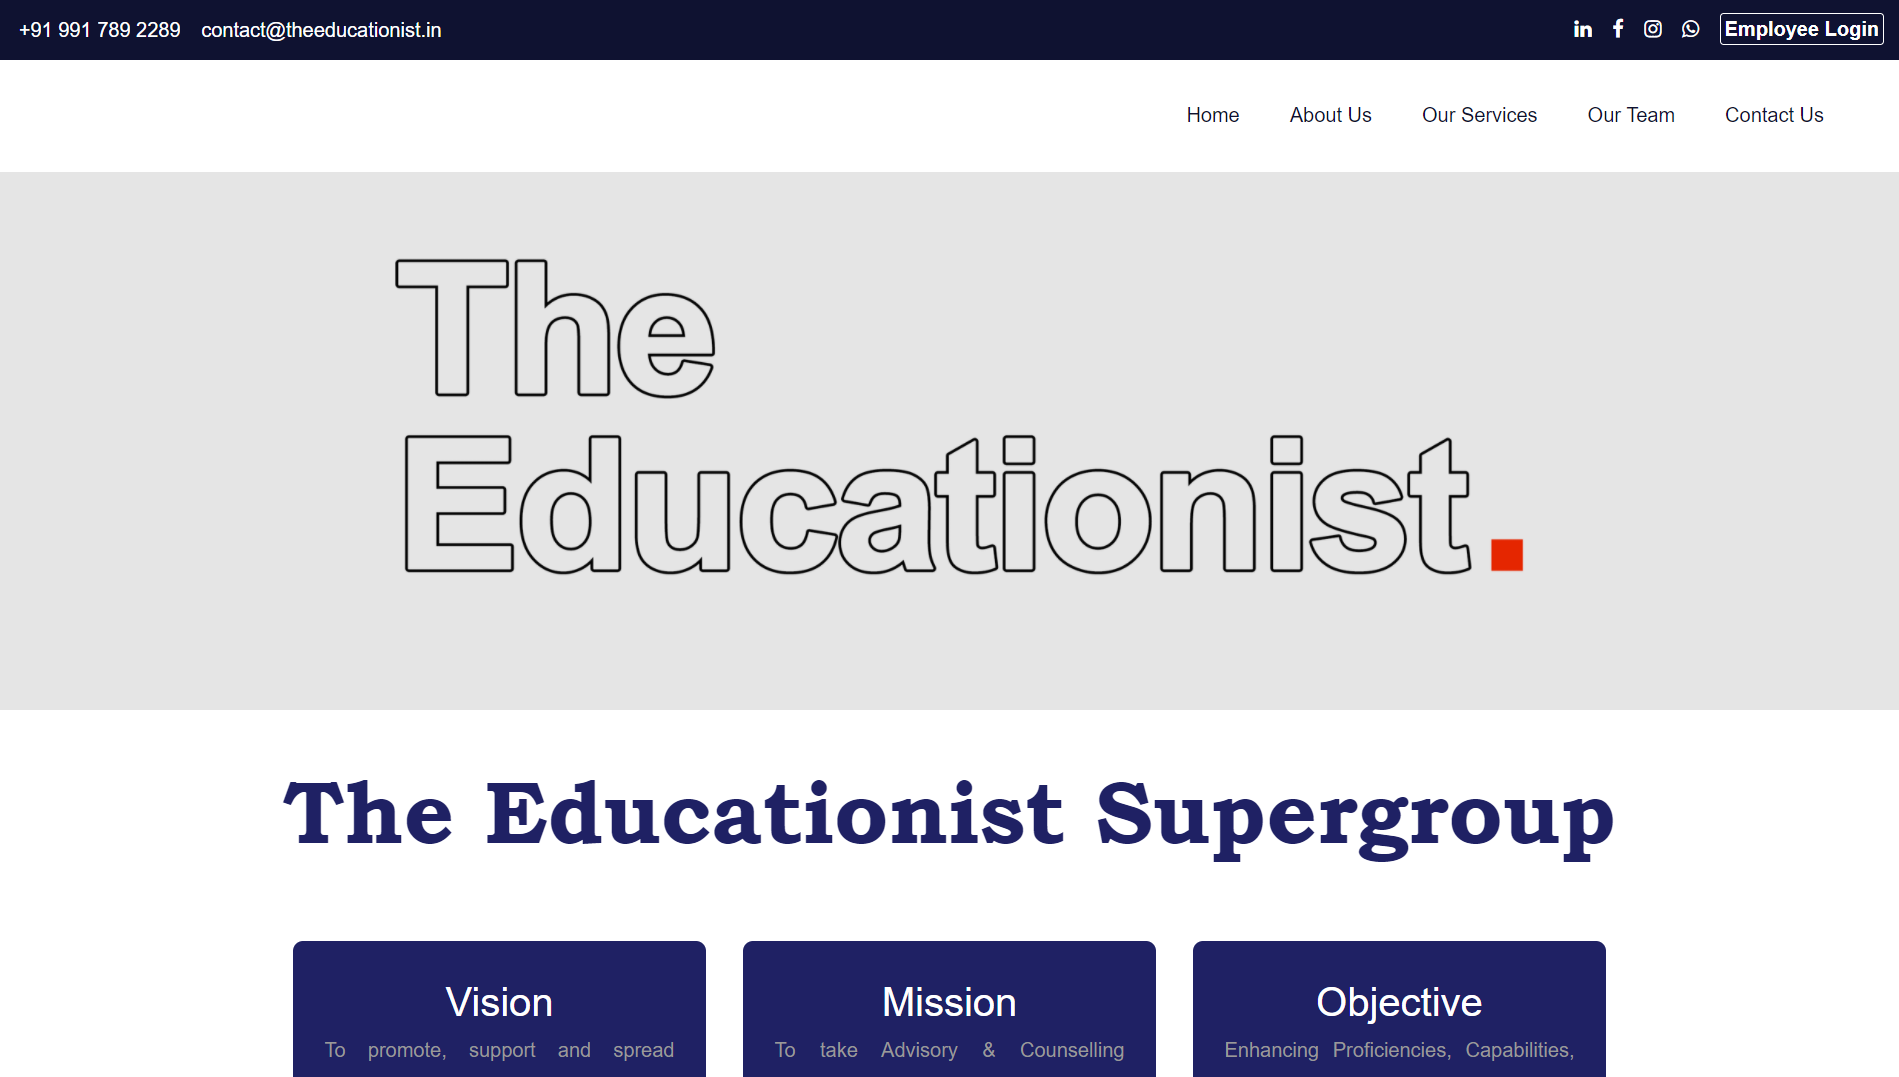 +91 991 789 2289 contact@theeducationist.in Employee Login
Home About Us Our Services Our Team Contact Us
The
Educationist.
The Educationist Supergroup
Vision Mission Objective
To promote, support and spread To take Advisory & Counselling Enhancing Proficiencies, Capabilities,